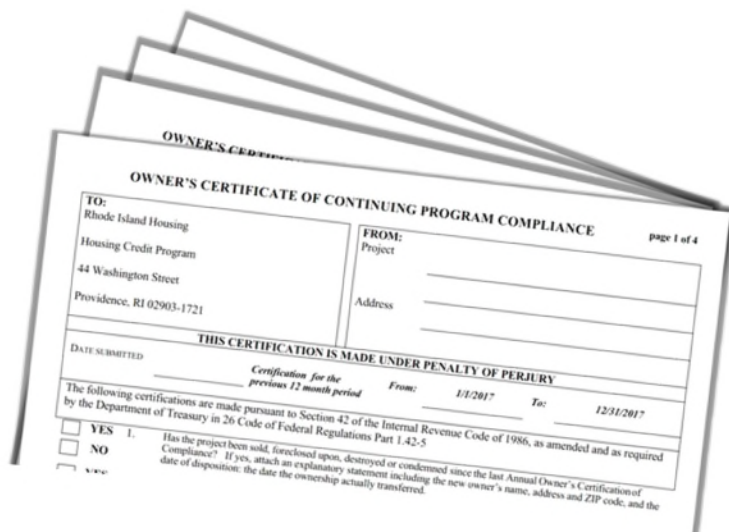 OWNER'S CERTIFIC
OWNER'S CERTIFICATE OF CONTINUING PROGRAM COMPLIANCE
page 1 of 4
TO:
Rhode Island Housing
Housing Credit Program
44 Washington Street
Providence, RI 02903-1721
FROM:
Project
Address
THIS CERTIFICATION IS MADE UNDER PENALTY OF PERJURY
DATE SUBMITTED
Certification for the
previous 12 month period
From: 1/1/2017 To: 12/31/2017
The following certifications are made pursuant to Section 42 of the Internal Revenue Code of 1986, as amended and as required
by the Department of Treasury in 26 Code of Federal Regulations Part 1.42-5
YES 1. Has the project been sold, foreclosed upon, destroyed or condemned since the last Annual Owner's Certification of
NO Compliance? If yes, attach an explanatory statement including the new owner's name, address and ZIP code, and the
date of disposition: the date the ownership actually transferred.
YES